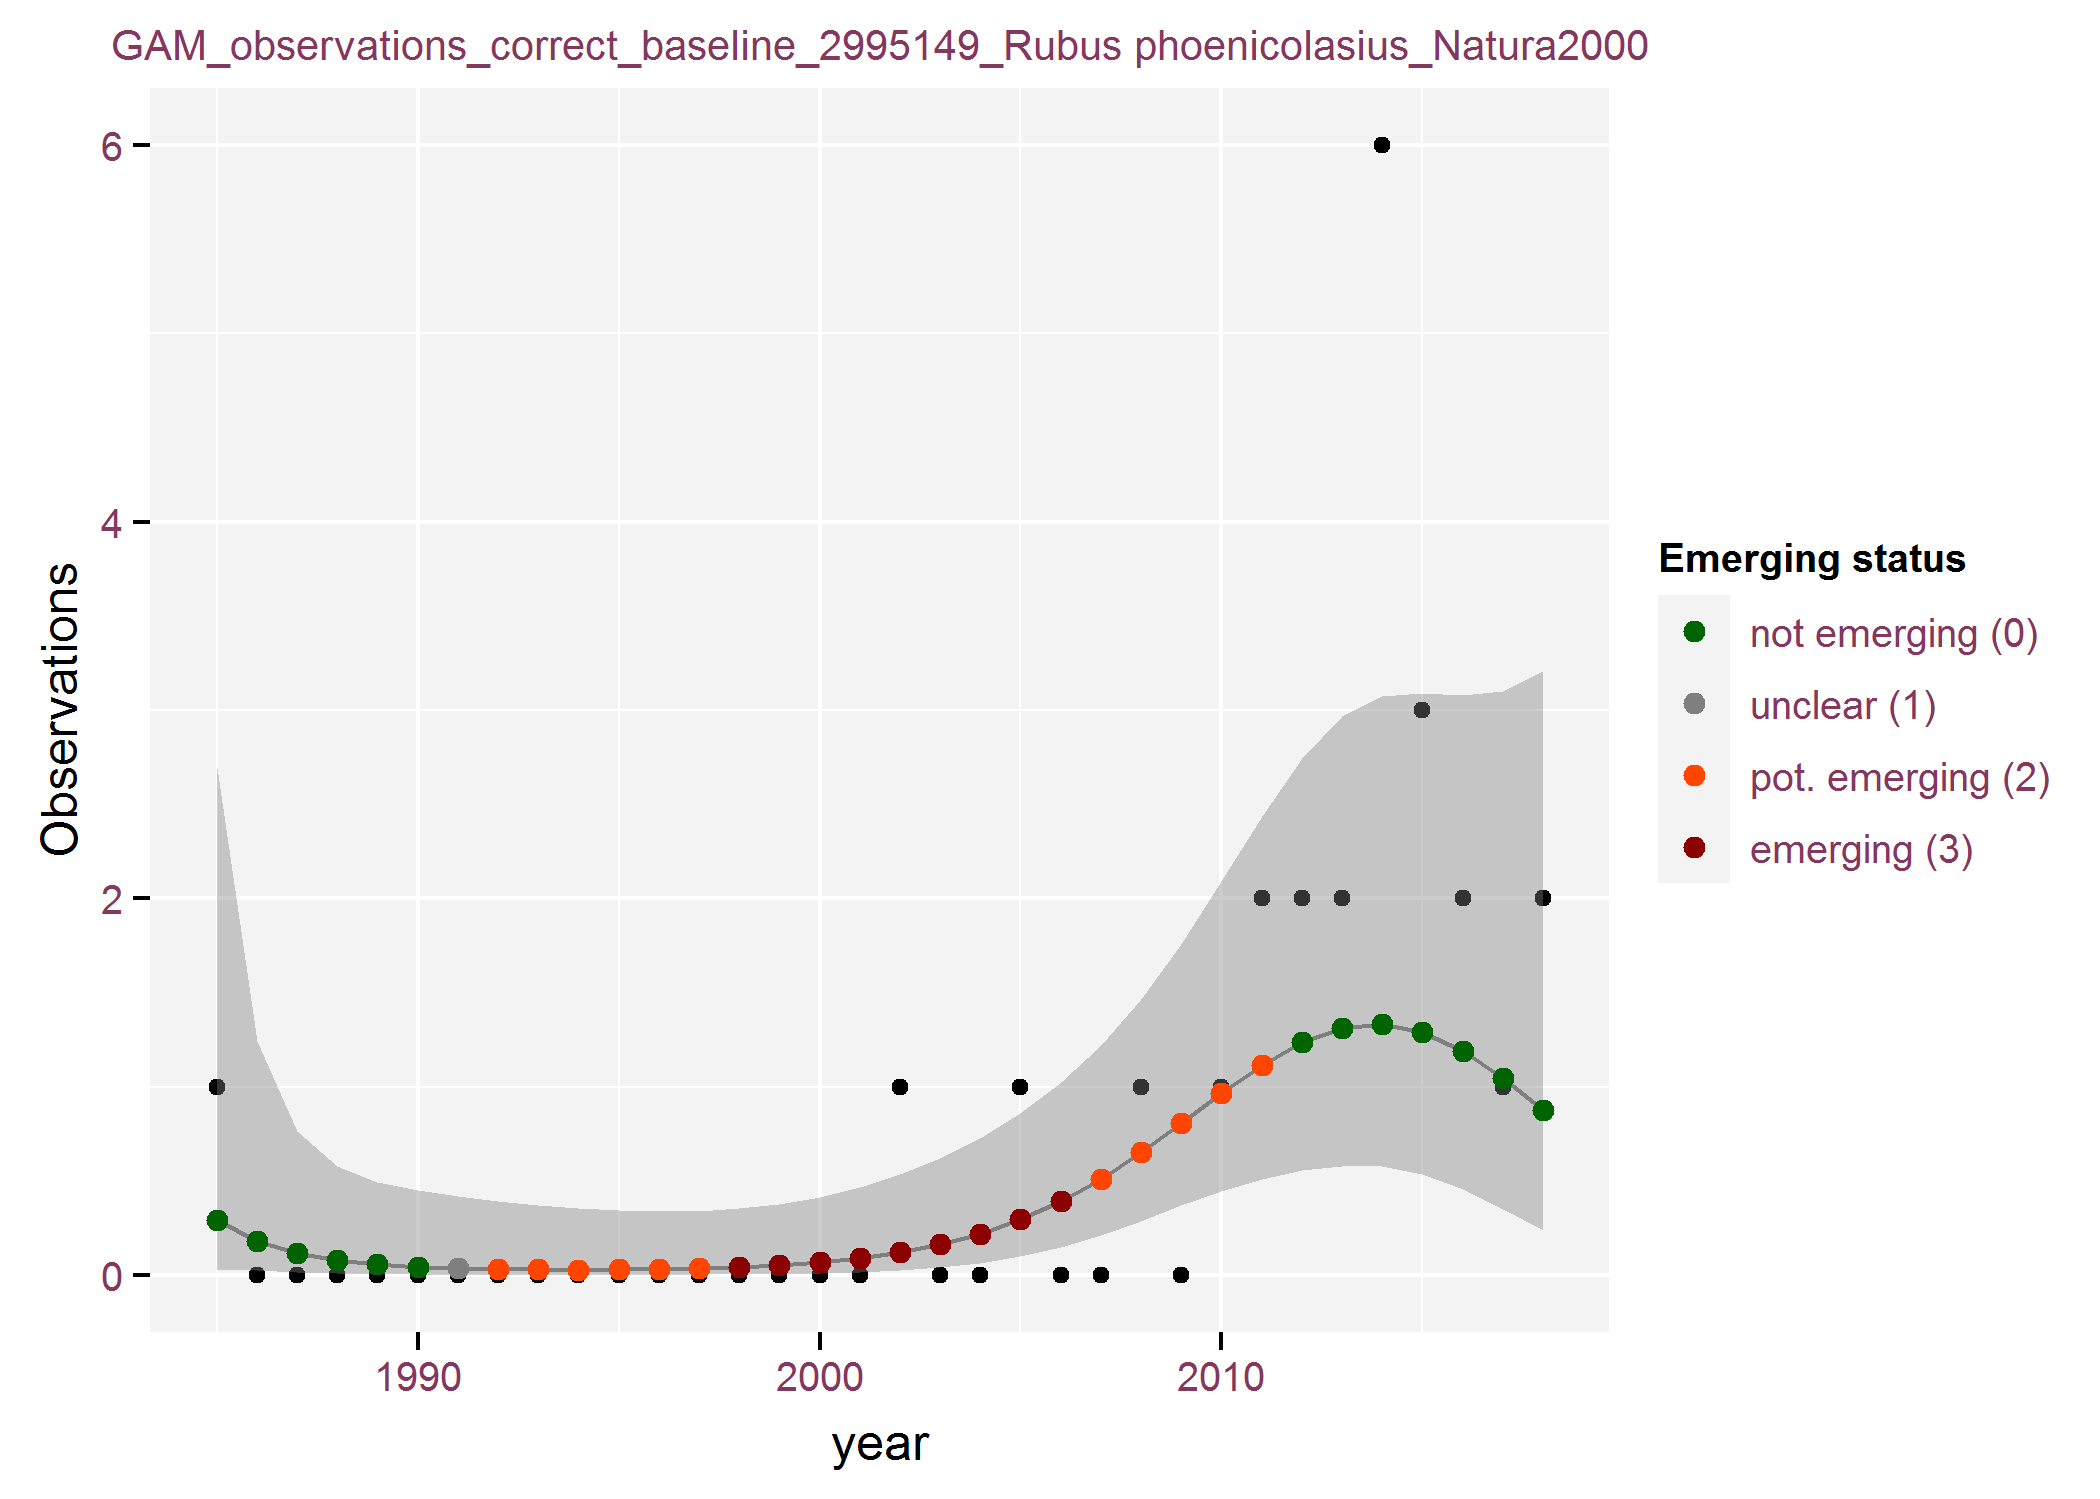 GAM_observations_correct_baseline_2995149_Rubus phoenicolasius_Natura2000
6
4
2
0
Observations
1990
2000
2010
year
Emerging status
not emerging (0)
unclear (1)
pot. emerging (2)
emerging (3)